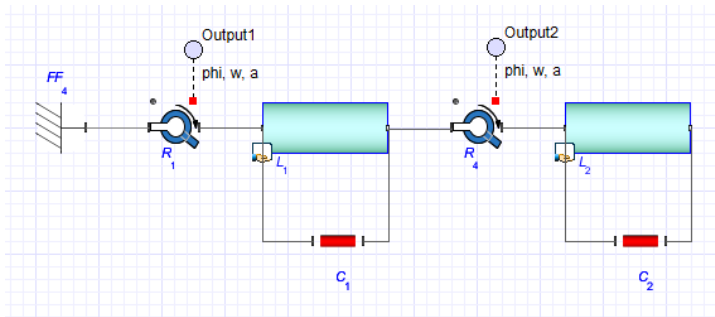 Output1
Output2
phi, w, a
phi, w, a
FF4
R1
L1
R4
L2
C1
C2